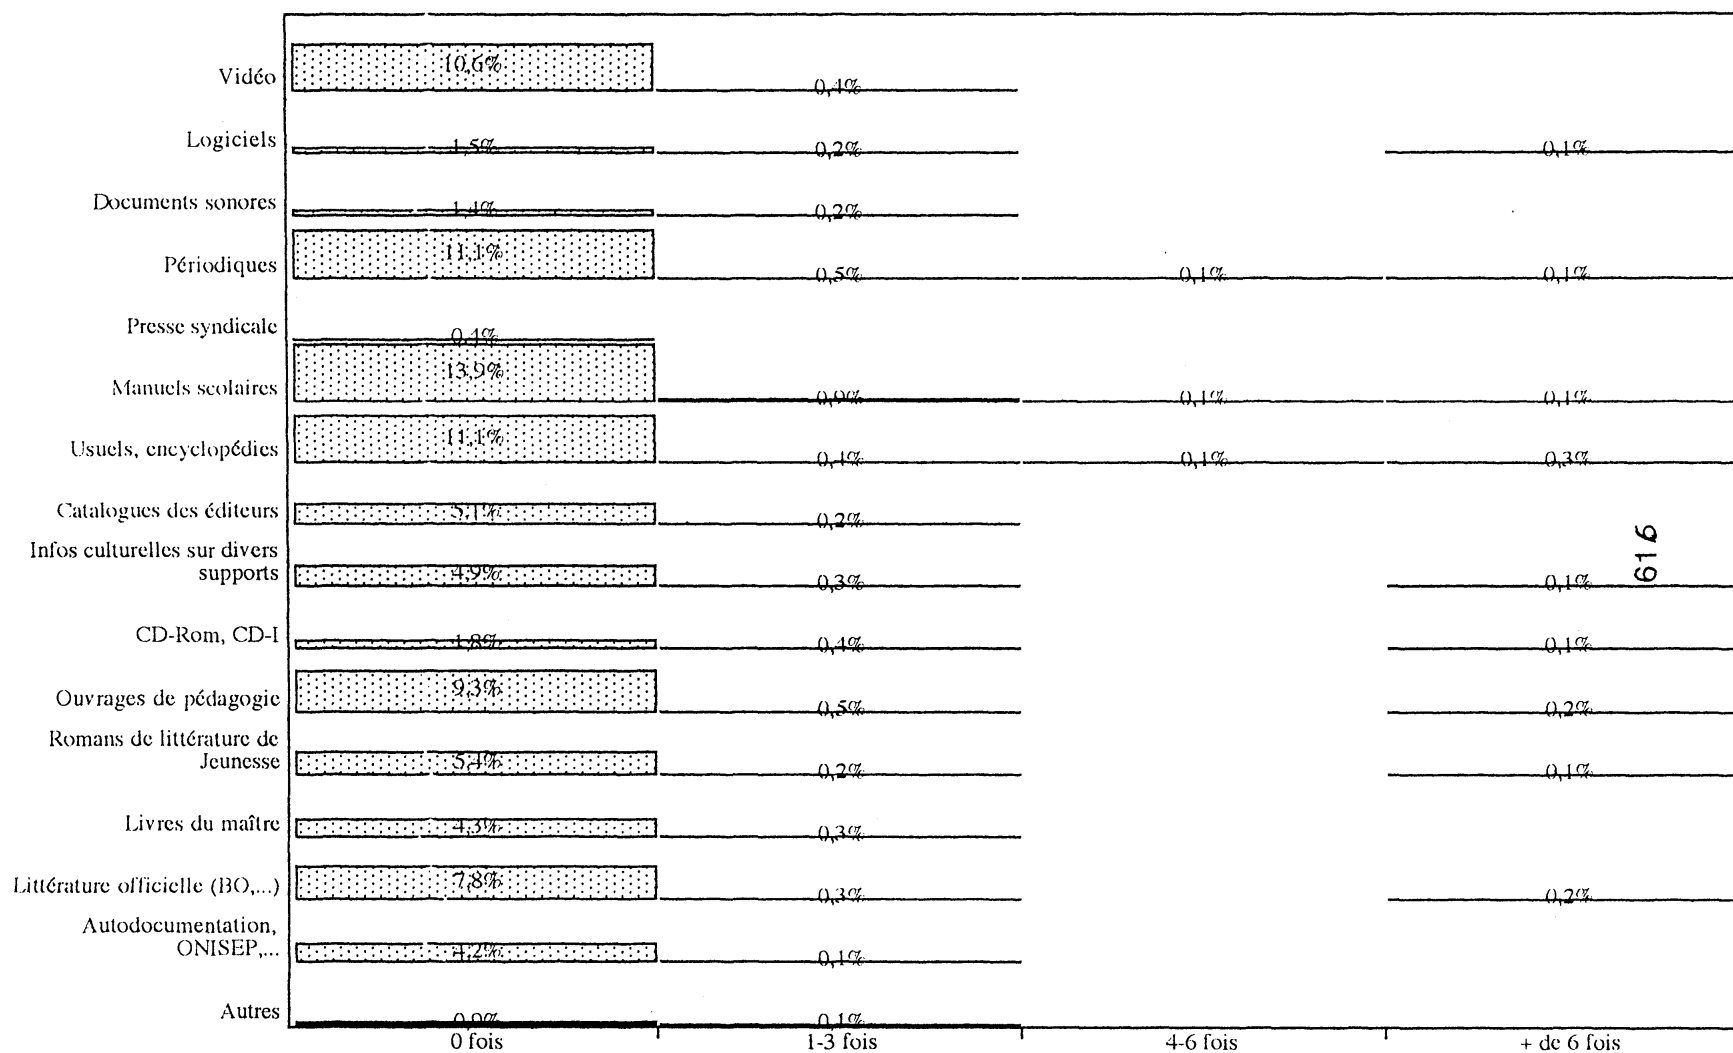 10,6%
Vidéo
0,4%
Logiciels
1,5%
0,2%
0,1%
Documents sonores
1,4%
0,2%
Périodiques
11,1%
0,5%
0,1%
0,1%
Presse syndicale
0,4%
Manuels scolaires
13,9%
0,9%
0,1%
0,1%
Usuels, encyclopédies
11,1%
0,4%
0,1%
0,3%
Catalogues des éditeurs
5,1%
0,2%
Infos culturelles sur divers
supports
4,9%
0,3%
0,1%
616
CD-Rom, CD-I
1,8%
0,4%
0,1%
Ouvrages de pédagogie
9,3%
0,5%
0,2%
Romans de littérature de
Jeunesse
5,4%
0,2%
0,1%
Livres du maître
4,3%
0,3%
Littérature officielle (BO,...)
7,8%
0,3%
0,2%
Autodocumentation,
ONISEP,...
4,2%
0,1%
Autres
0,9%
0,1%
0 fois
1-3 fois
4-6 fois
+ de 6 fois